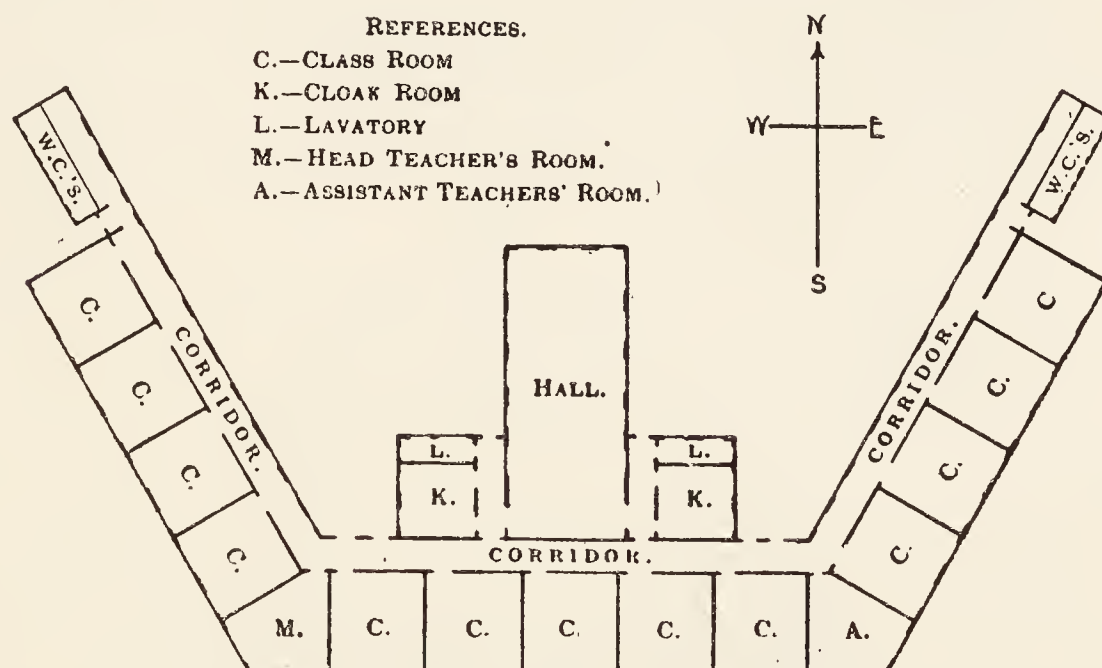 REFERENCES.
C.—CLASS ROOM
K.—CLOAK ROOM
L.—LAVATORY
M.—HEAD TEACHER'S ROOM.
A.—ASSISTANT TEACHERS' ROOM.
N
W E
S
W.C.'S.
W.C.'S.
C.
C.
C.
C.
CORRIDOR.
HALL.
L.
K.
L.
K.
CORRIDOR.
C
C.
C.
C.
CORRIDOR.
M. C. C. C. C. C. A.